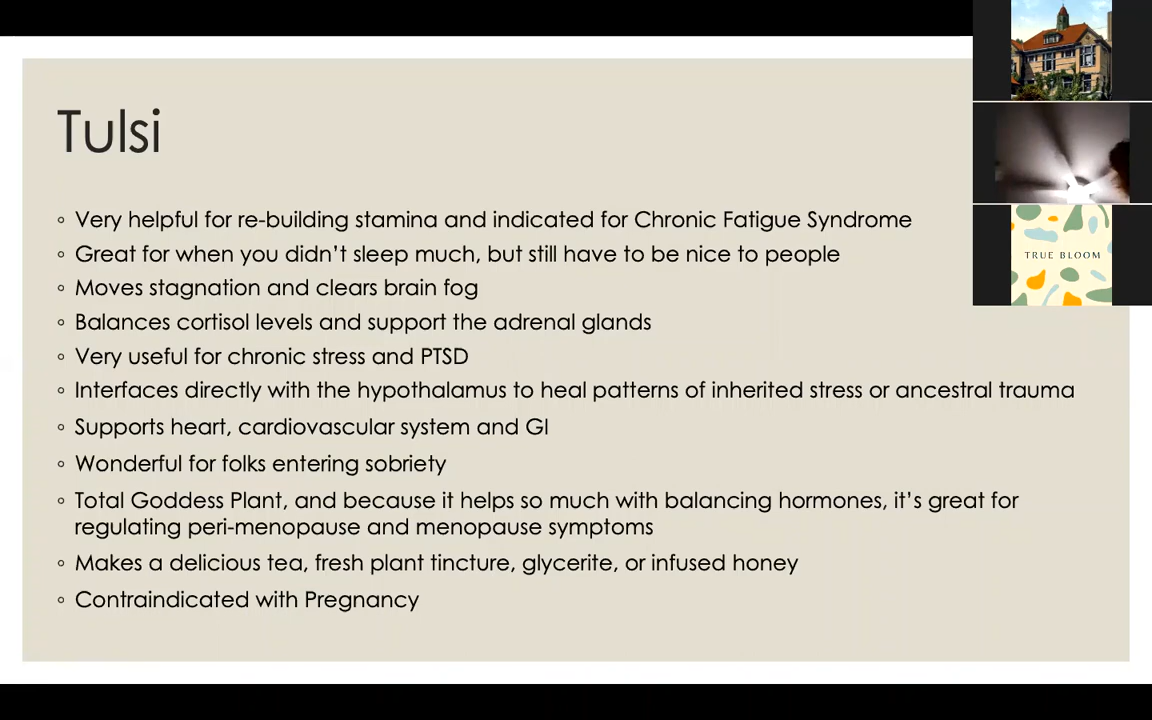 Tulsi
◦ Very helpful for re-building stamina and indicated for Chronic Fatigue Syndrome
◦ Great for when you didn’t sleep much, but still have to be nice to people
◦ Moves stagnation and clears brain fog
◦ Balances cortisol levels and support the adrenal glands
◦ Very useful for chronic stress and PTSD
◦ Interfaces directly with the hypothalamus to heal patterns of inherited stress or ancestral trauma
◦ Supports heart, cardiovascular system and GI
◦ Wonderful for folks entering sobriety
◦ Total Goddess Plant, and because it helps so much with balancing hormones, it’s great for
regulating peri-menopause and menopause symptoms
◦ Makes a delicious tea, fresh plant tincture, glycerite, or infused honey
◦ Contraindicated with Pregnancy
TRUE BLOOM